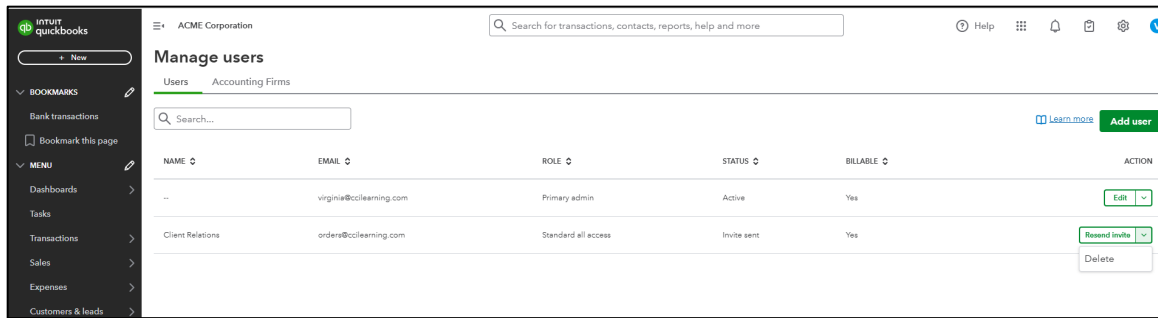 INTUIT
qb quickbooks
+ New
BOOKMARKS
Bank transactions
Bookmark this page
MENU
Dashboards
Tasks
Transactions
Sales
Expenses
Customers & leads
ACME Corporation
Search for transactions, contacts, reports, help and more
Help
V
Manage users
Users Accounting Firms
Search...
Learn more Add user
NAME EMAIL ROLE STATUS BILLABLE ACTION
-- virginia@ccilearning.com Primary admin Active Yes Edit
Client Relations orders@ccilearning.com Standard all access Invite sent Yes Resend invite
Delete